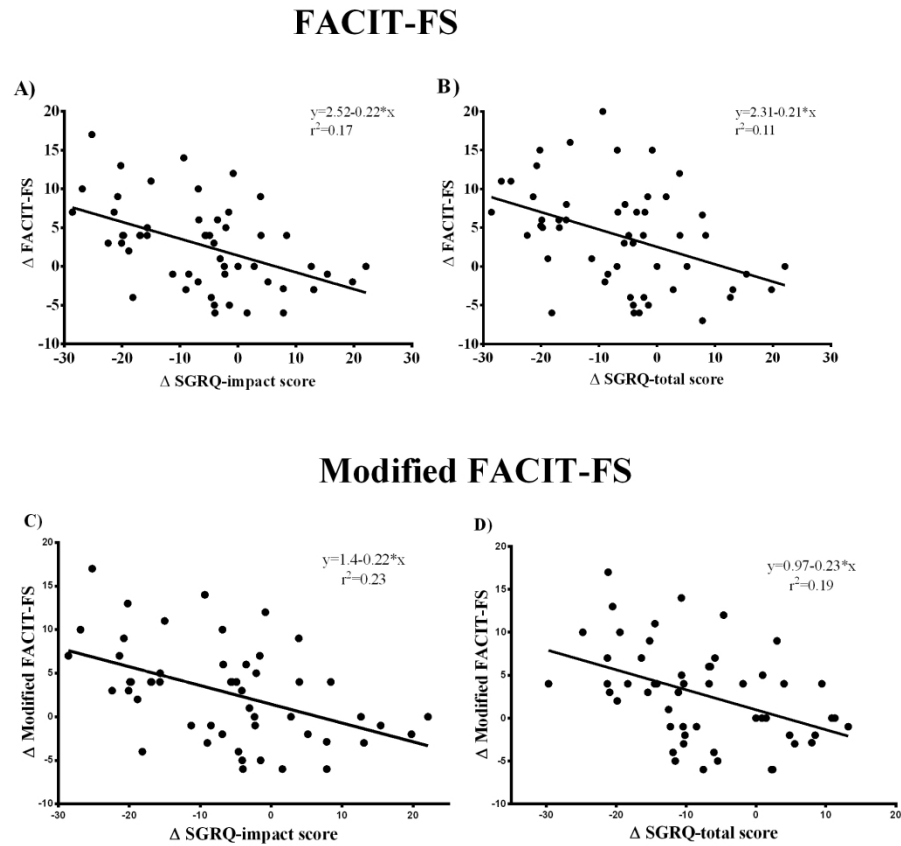 FACIT-FS
A)
y=2.52-0.22*x
r²=0.17
20
15
10
5
0
-5
-10
-30
-20
-10
0
10
20
30
Δ FACIT-FS
Δ SGRQ-impact score
B)
y=2.31-0.21*x
r²=0.11
20
15
10
5
0
-5
-10
-30
-20
-10
0
10
20
30
Δ FACIT-FS
Δ SGRQ-total score
Modified FACIT-FS
C)
y=1.4-0.22*x
r²=0.23
20
15
10
5
0
-5
-10
-30
-20
-10
0
10
20
Δ Modified FACIT-FS
Δ SGRQ-impact score
D)
y=0.97-0.23*x
r²=0.19
20
15
10
5
0
-5
-10
-30
-20
-10
0
10
20
Δ Modified FACIT-FS
Δ SGRQ-total score